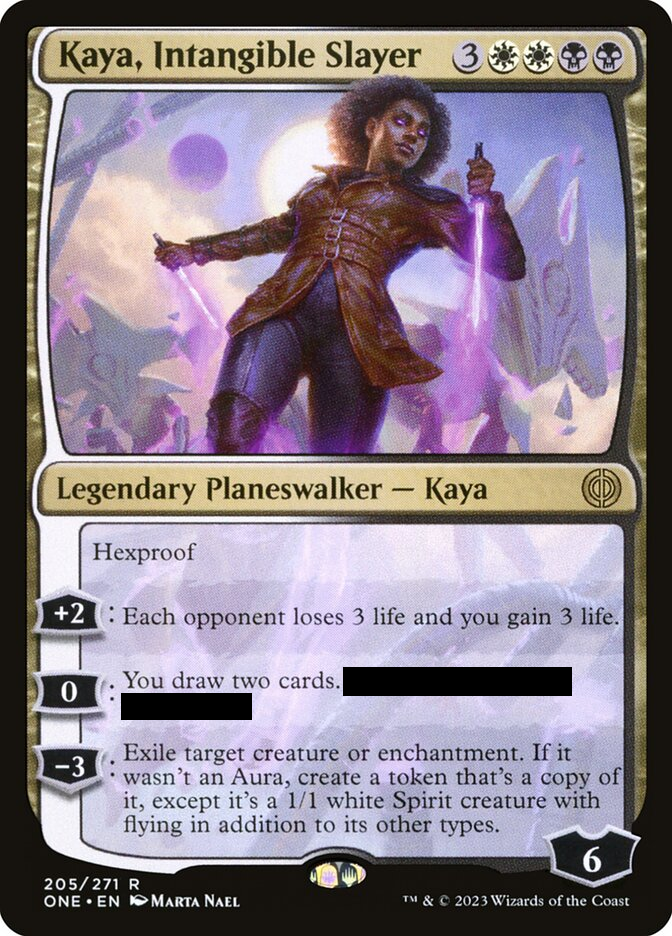 Kaya, Intangible Slayer 3
Legendary Planeswalker — Kaya
Hexproof
+2: Each opponent loses 3 life and you gain 3 life.
0: You draw two cards.
−3: Exile target creature or enchantment. If it
wasn't an Aura, create a token that's a copy of
it, except it's a 1/1 white Spirit creature with
flying in addition to its other types.
6
205/271 R
ONE • EN MARTA NAEL
™ & © 2023 Wizards of the Coast